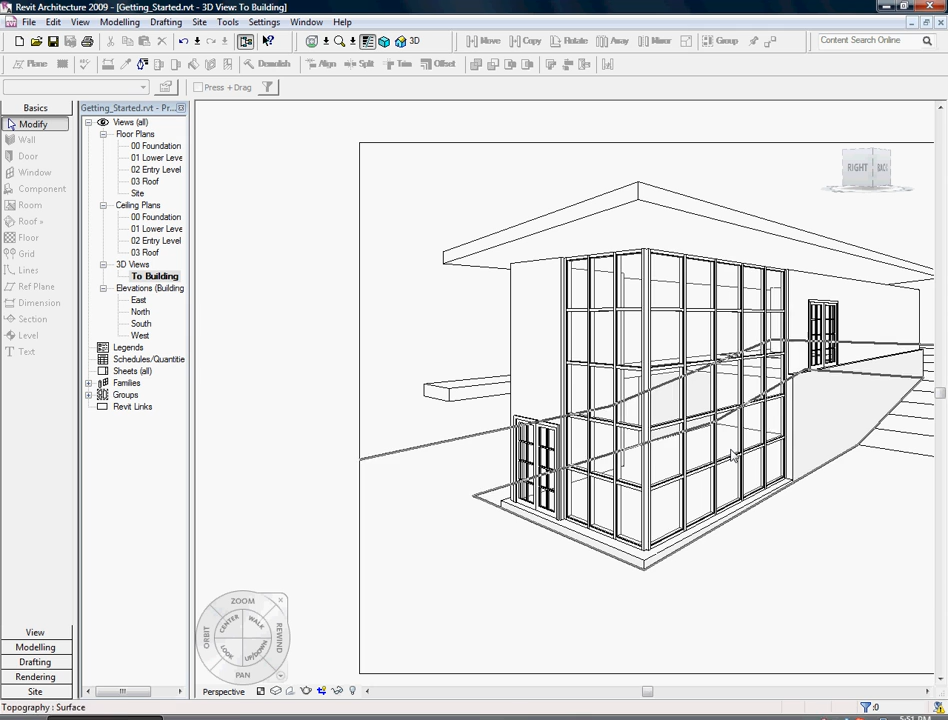 Revit Architecture 2009 - [Getting_Started.rvt - 3D View: To Building]
File Edit View Modelling Drafting Site Tools Settings Window Help
3D Move Copy Rotate Array Mirror Group Content Search Online
Plane Demolish Align Split Trim Offset
Press + Drag
Basics
Modify
Wall
Door
Window
Component
Room
Roof »
Floor
Grid
Lines
Ref Plane
Dimension
Section
Level
Text
View
Modelling
Drafting
Rendering
Site
Getting_Started.rvt - Pr...
Views (all)
Floor Plans
00 Foundation
01 Lower Leve
02 Entry Level
03 Roof
Site
Ceiling Plans
00 Foundation
01 Lower Leve
02 Entry Level
03 Roof
3D Views
To Building
Elevations (Building
East
North
South
West
Legends
Schedules/Quantitie
Sheets (all)
Families
Groups
Revit Links
RIGHT BACK
ZOOM
ORBIT
CENTER
WALK
REWIND
LOOK
UP/DOWN
PAN
Perspective
Topography : Surface
:0
5:51 PM